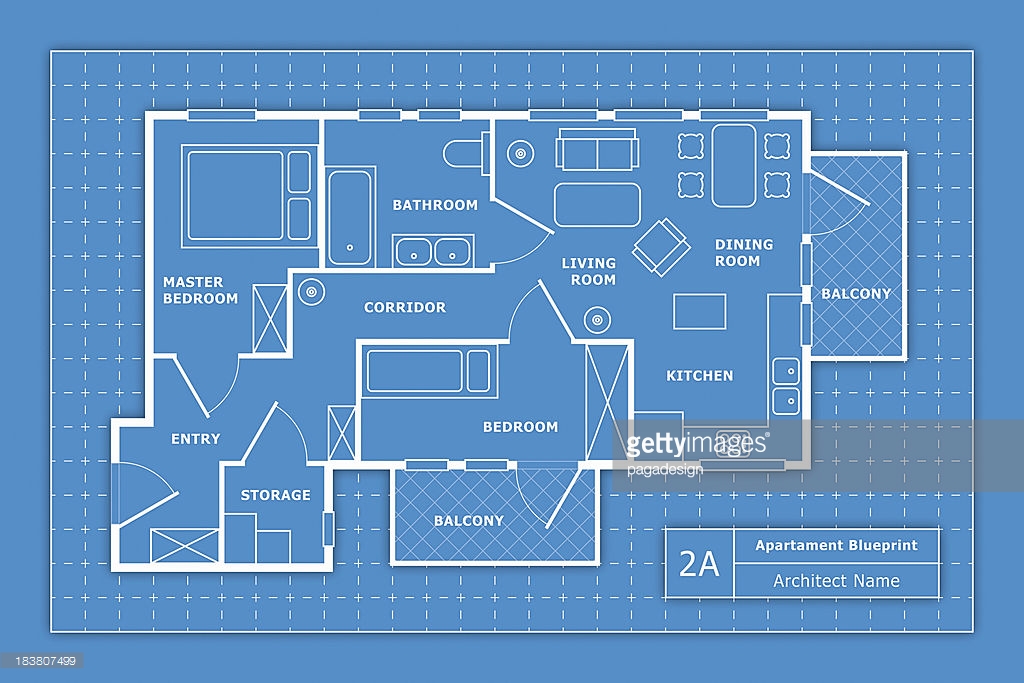 BATHROOM
MASTER
BEDROOM
CORRIDOR
LIVING
ROOM
DINING
ROOM
BALCONY
KITCHEN
ENTRY
BEDROOM
STORAGE
BALCONY
gettyimages®
pagadesign
2A
Apartament Blueprint
Architect Name
183807499